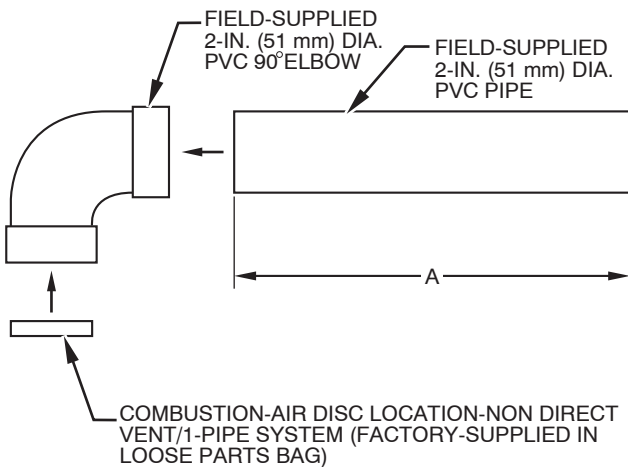 FIELD-SUPPLIED
2-IN. (51 mm) DIA.
PVC 90° ELBOW
FIELD-SUPPLIED
2-IN. (51 mm) DIA.
PVC PIPE
A
COMBUSTION-AIR DISC LOCATION-NON DIRECT
VENT/1-PIPE SYSTEM (FACTORY-SUPPLIED IN
LOOSE PARTS BAG)